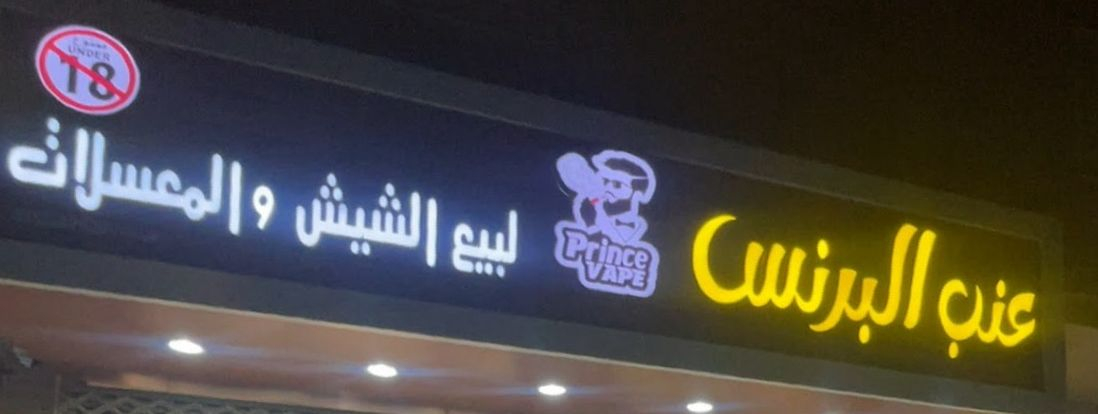 عنب البرنس
Prince
VAPE
لبيع الشيش و المعسلات
UNDER
18